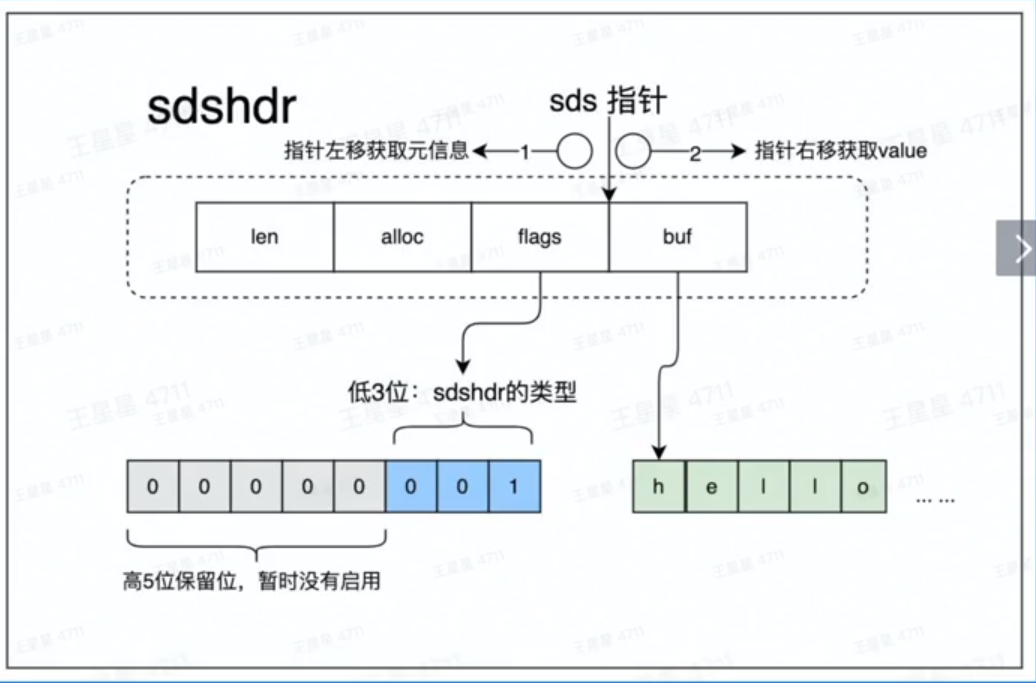 sdshdr
sds 指针
指针左移获取元信息
1
2
指针右移获取value
len
alloc
flags
buf
低3位：sdshdr的类型
0 0 0 0 0 0 0 1
h e l l o ... ...
高5位保留位，暂时没有启用
王星星 4711